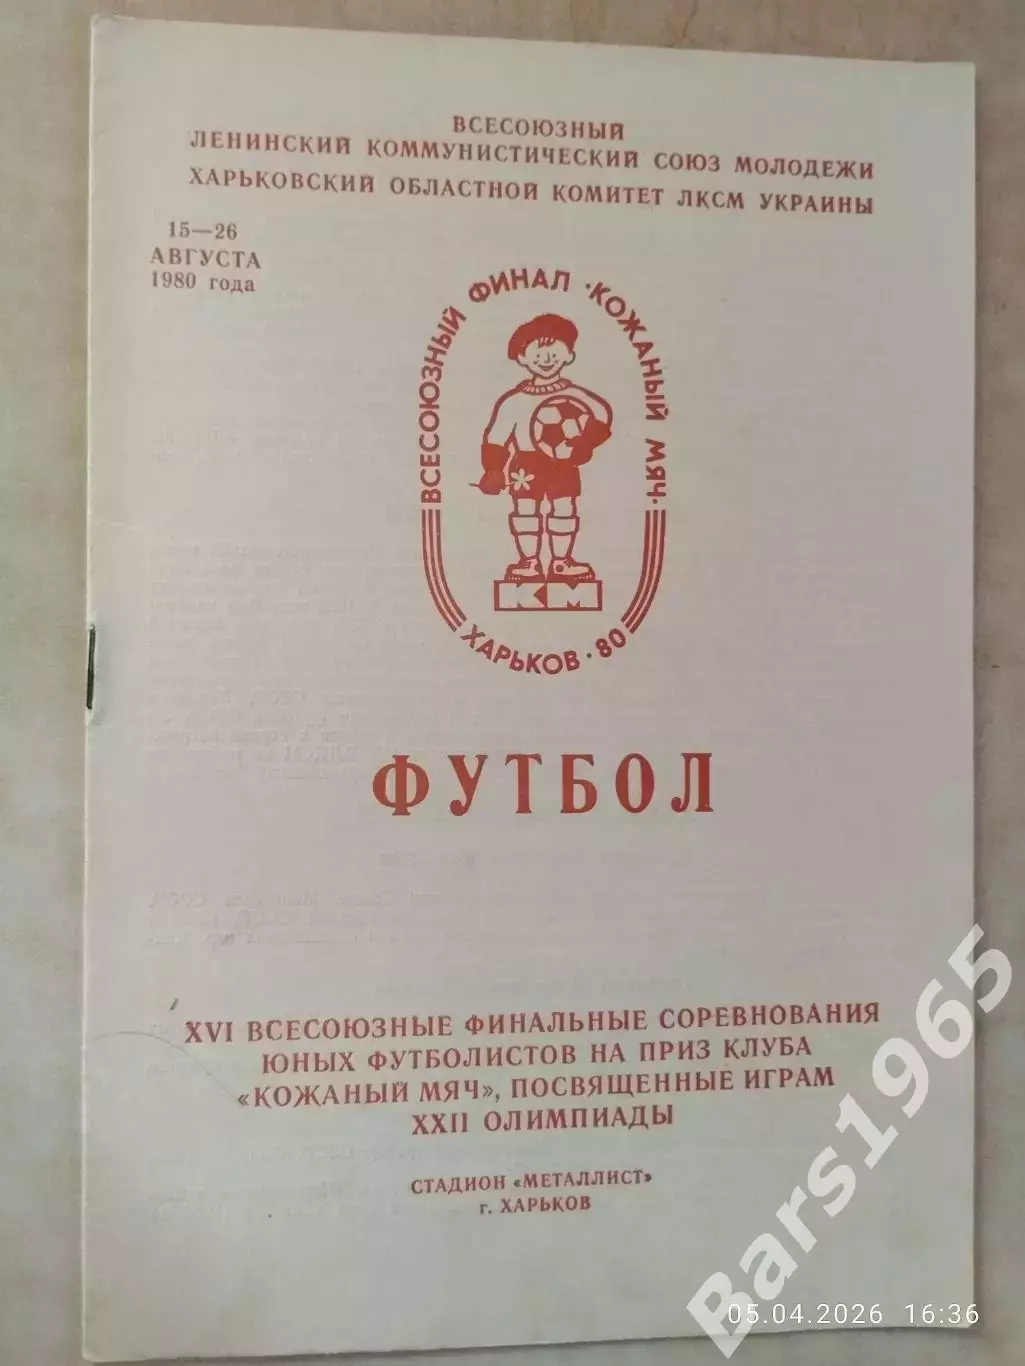 ВСЕСОЮЗНЫЙ
ЛЕНИНСКИЙ КОММУНИСТИЧЕСКИЙ СОЮЗ МОЛОДЕЖИ
ХАРЬКОВСКИЙ ОБЛАСТНОЙ КОМИТЕТ ЛКСМ УКРАИНЫ
15—26
АВГУСТА
1980 года
ВСЕСОЮЗНЫЙ ФИНАЛ · КОЖАНЫЙ МЯЧ ·
КМ
ХАРЬКОВ · 80
ФУТБОЛ
XVI ВСЕСОЮЗНЫЕ ФИНАЛЬНЫЕ СОРЕВНОВАНИЯ
ЮНЫХ ФУТБОЛИСТОВ НА ПРИЗ КЛУБА
«КОЖАНЫЙ МЯЧ», ПОСВЯЩЕННЫЕ ИГРАМ
XXII ОЛИМПИАДЫ
СТАДИОН «МЕТАЛЛИСТ»
г. ХАРЬКОВ
Bars1965
05.04.2026 16:36